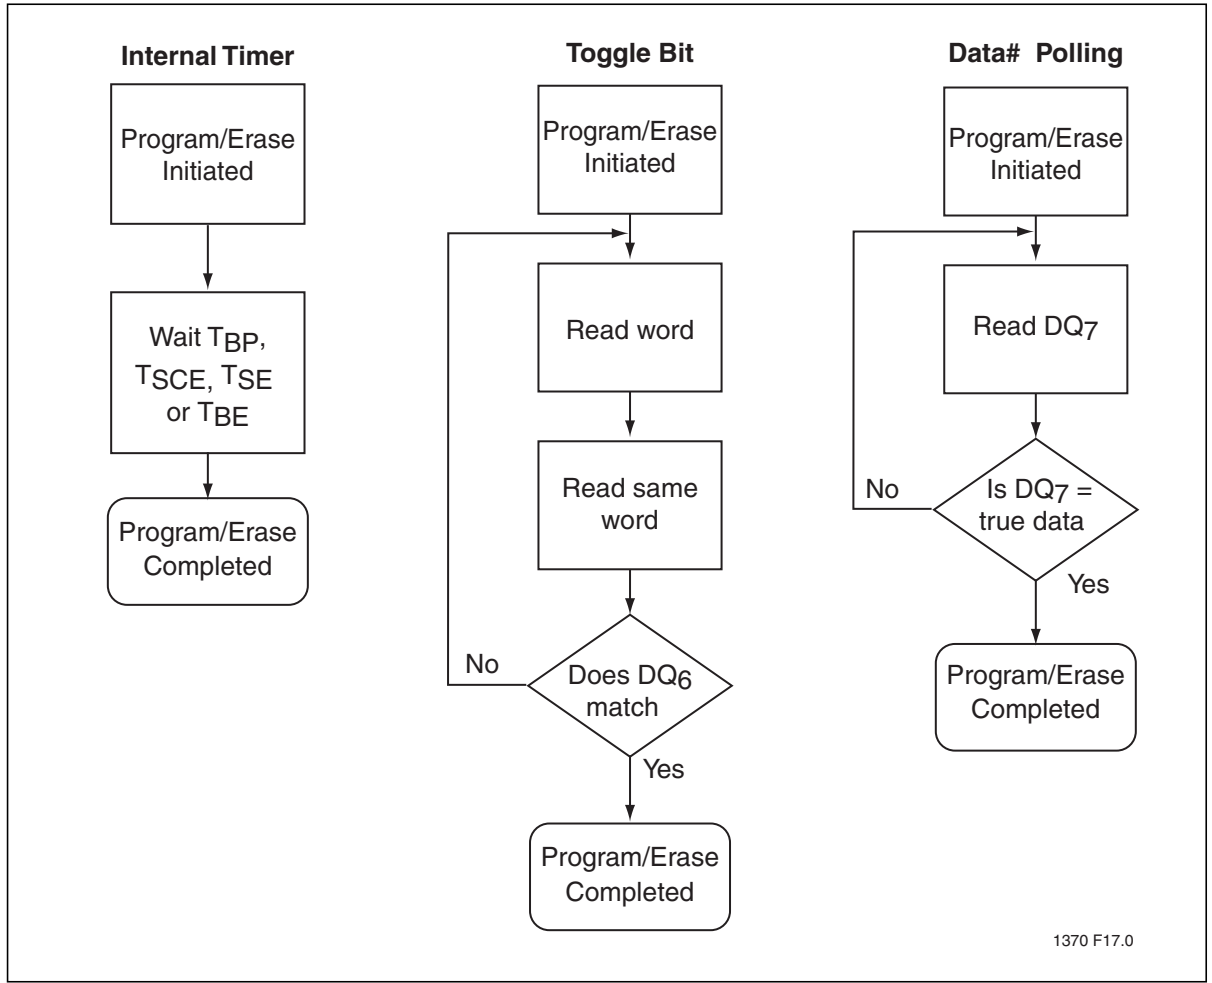 Internal Timer
Program/Erase
Initiated
Wait TBP,
TSCE, TSE
or TBE
Program/Erase
Completed
Toggle Bit
Program/Erase
Initiated
Read word
Read same
word
Does DQ6
match
No
Yes
Program/Erase
Completed
Data# Polling
Program/Erase
Initiated
Read DQ7
Is DQ7 =
true data
No
Yes
Program/Erase
Completed
1370 F17.0